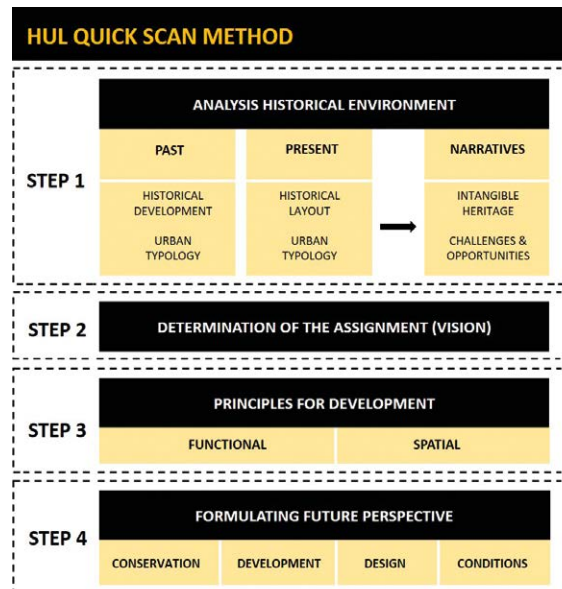 HUL QUICK SCAN METHOD
STEP 1
ANALYSIS HISTORICAL ENVIRONMENT
PAST
HISTORICAL
DEVELOPMENT
URBAN
TYPOLOGY
PRESENT
HISTORICAL
LAYOUT
URBAN
TYPOLOGY
NARRATIVES
INTANGIBLE
HERITAGE
CHALLENGES &
OPPORTUNITIES
STEP 2
DETERMINATION OF THE ASSIGNMENT (VISION)
STEP 3
PRINCIPLES FOR DEVELOPMENT
FUNCTIONAL
SPATIAL
STEP 4
FORMULATING FUTURE PERSPECTIVE
CONSERVATION
DEVELOPMENT
DESIGN
CONDITIONS